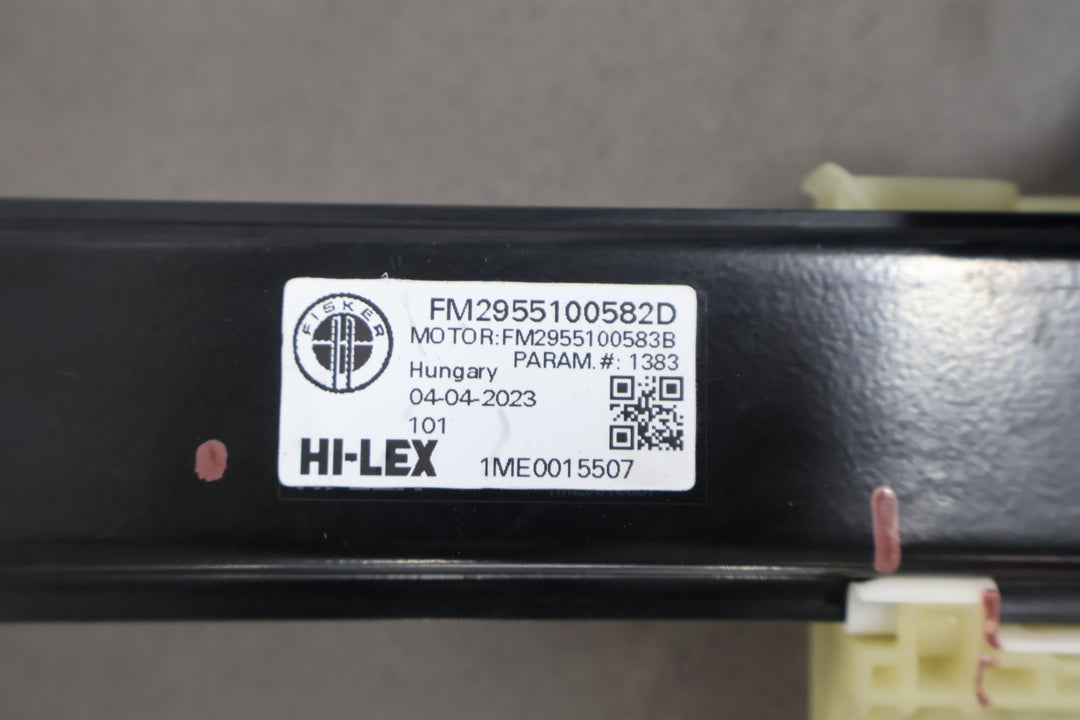 FISKER
FM2955100582D
MOTOR:FM2955100583B
PARAM.#: 1383
Hungary
04-04-2023
101
HI-LEX
1ME0015507